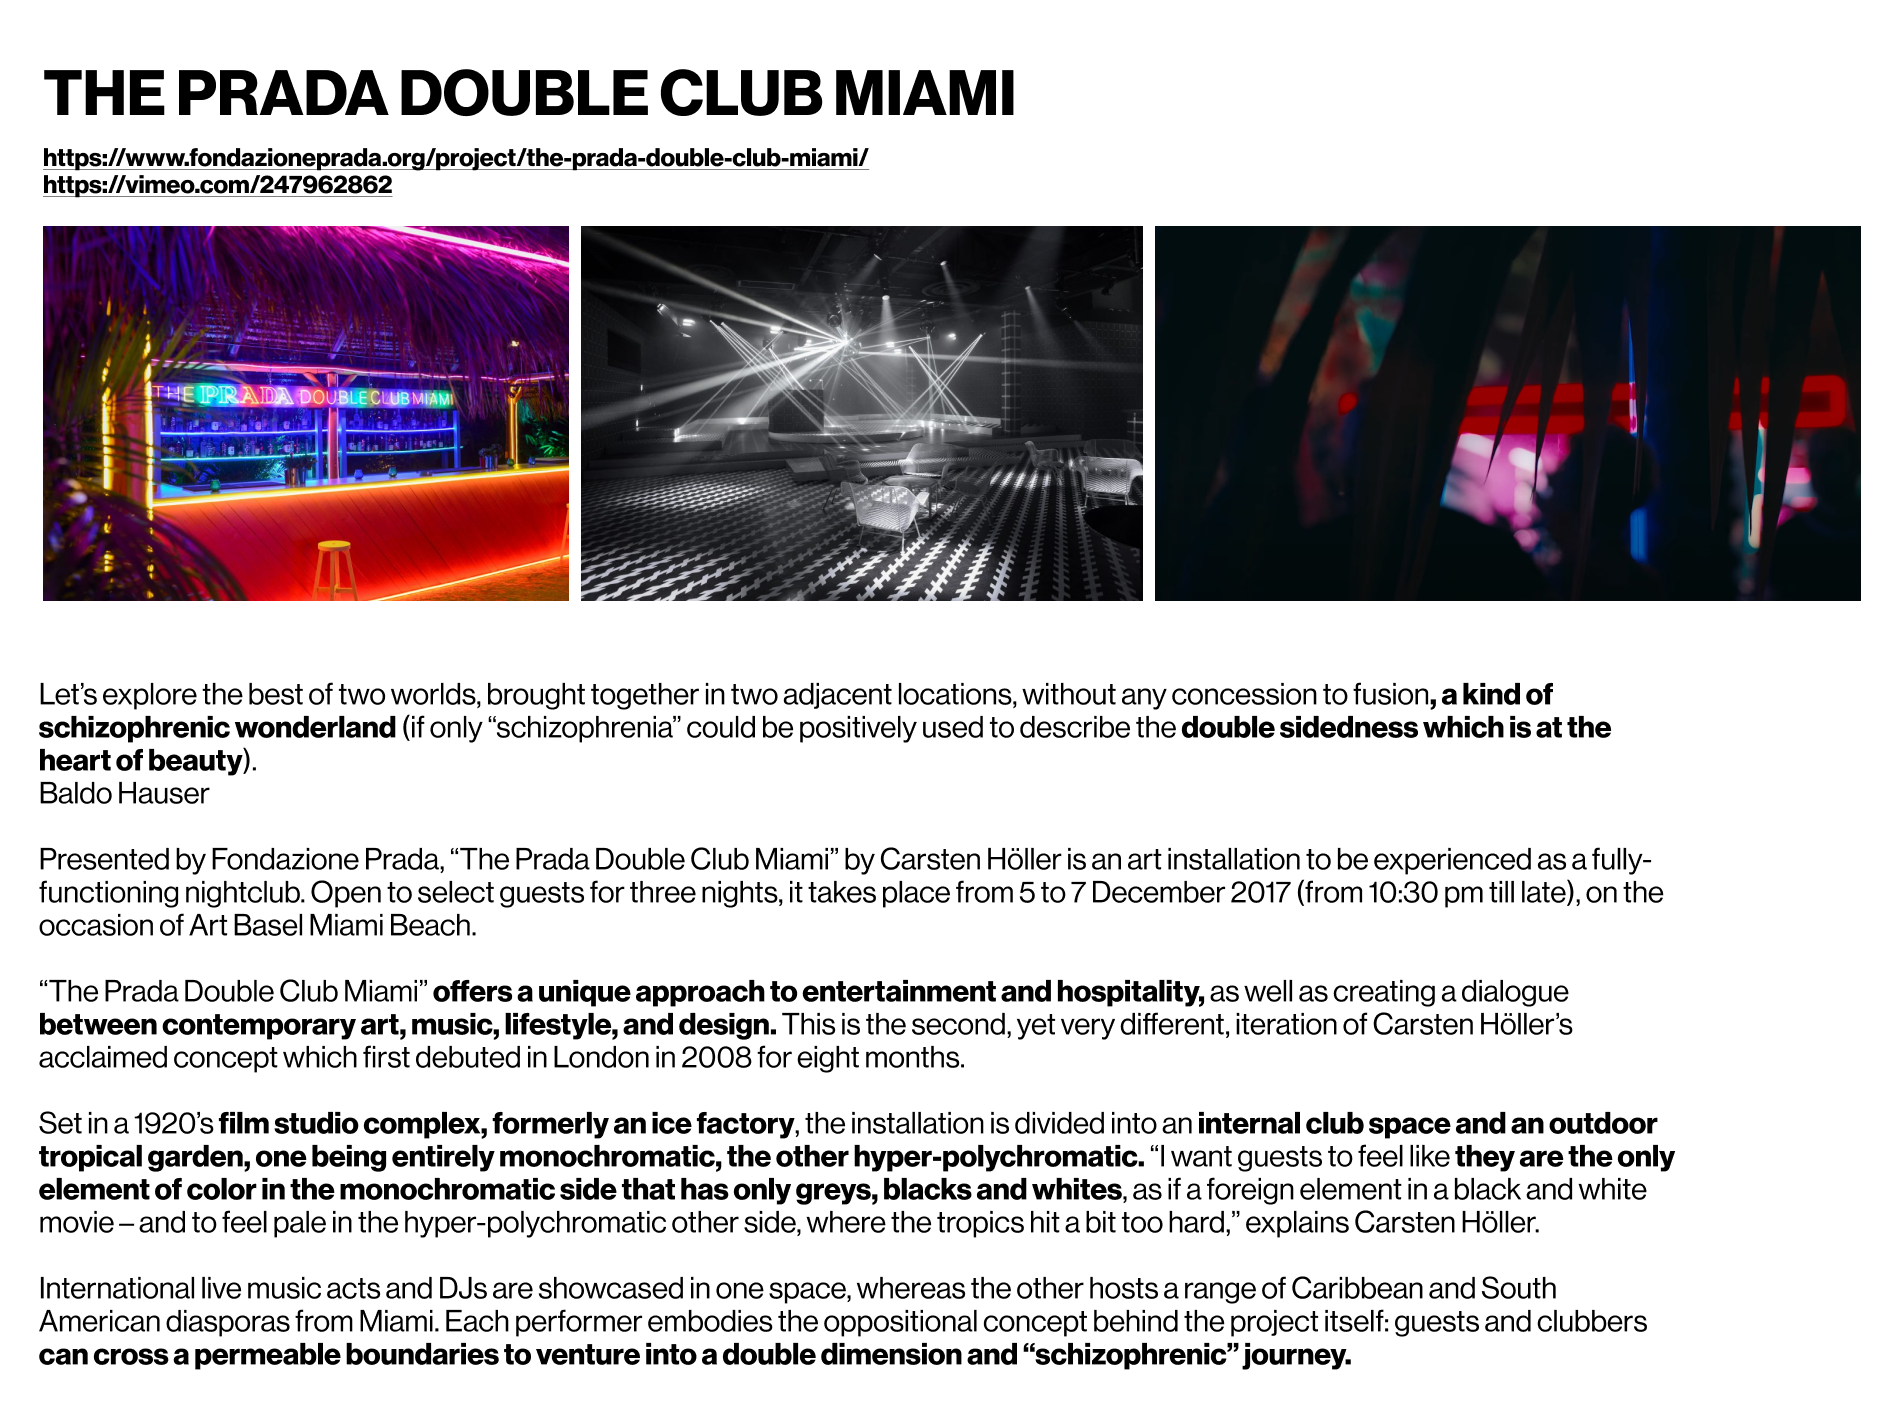 THE PRADA DOUBLE CLUB MIAMI
https://www.fondazioneprada.org/project/the-prada-double-club-miami/
https://vimeo.com/247962862
THE PRADA DOUBLE CLUB MIAMI
Let’s explore the best of two worlds, brought together in two adjacent locations, without any concession to fusion, a kind of
schizophrenic wonderland (if only “schizophrenia” could be positively used to describe the double sidedness which is at the
heart of beauty).
Baldo Hauser
Presented by Fondazione Prada, “The Prada Double Club Miami” by Carsten Höller is an art installation to be experienced as a fully-
functioning nightclub. Open to select guests for three nights, it takes place from 5 to 7 December 2017 (from 10:30 pm till late), on the
occasion of Art Basel Miami Beach.
“The Prada Double Club Miami” offers a unique approach to entertainment and hospitality, as well as creating a dialogue
between contemporary art, music, lifestyle, and design. This is the second, yet very different, iteration of Carsten Höller’s
acclaimed concept which first debuted in London in 2008 for eight months.
Set in a 1920’s film studio complex, formerly an ice factory, the installation is divided into an internal club space and an outdoor
tropical garden, one being entirely monochromatic, the other hyper-polychromatic. “I want guests to feel like they are the only
element of color in the monochromatic side that has only greys, blacks and whites, as if a foreign element in a black and white
movie – and to feel pale in the hyper-polychromatic other side, where the tropics hit a bit too hard,” explains Carsten Höller.
International live music acts and DJs are showcased in one space, whereas the other hosts a range of Caribbean and South
American diasporas from Miami. Each performer embodies the oppositional concept behind the project itself: guests and clubbers
can cross a permeable boundaries to venture into a double dimension and “schizophrenic” journey.